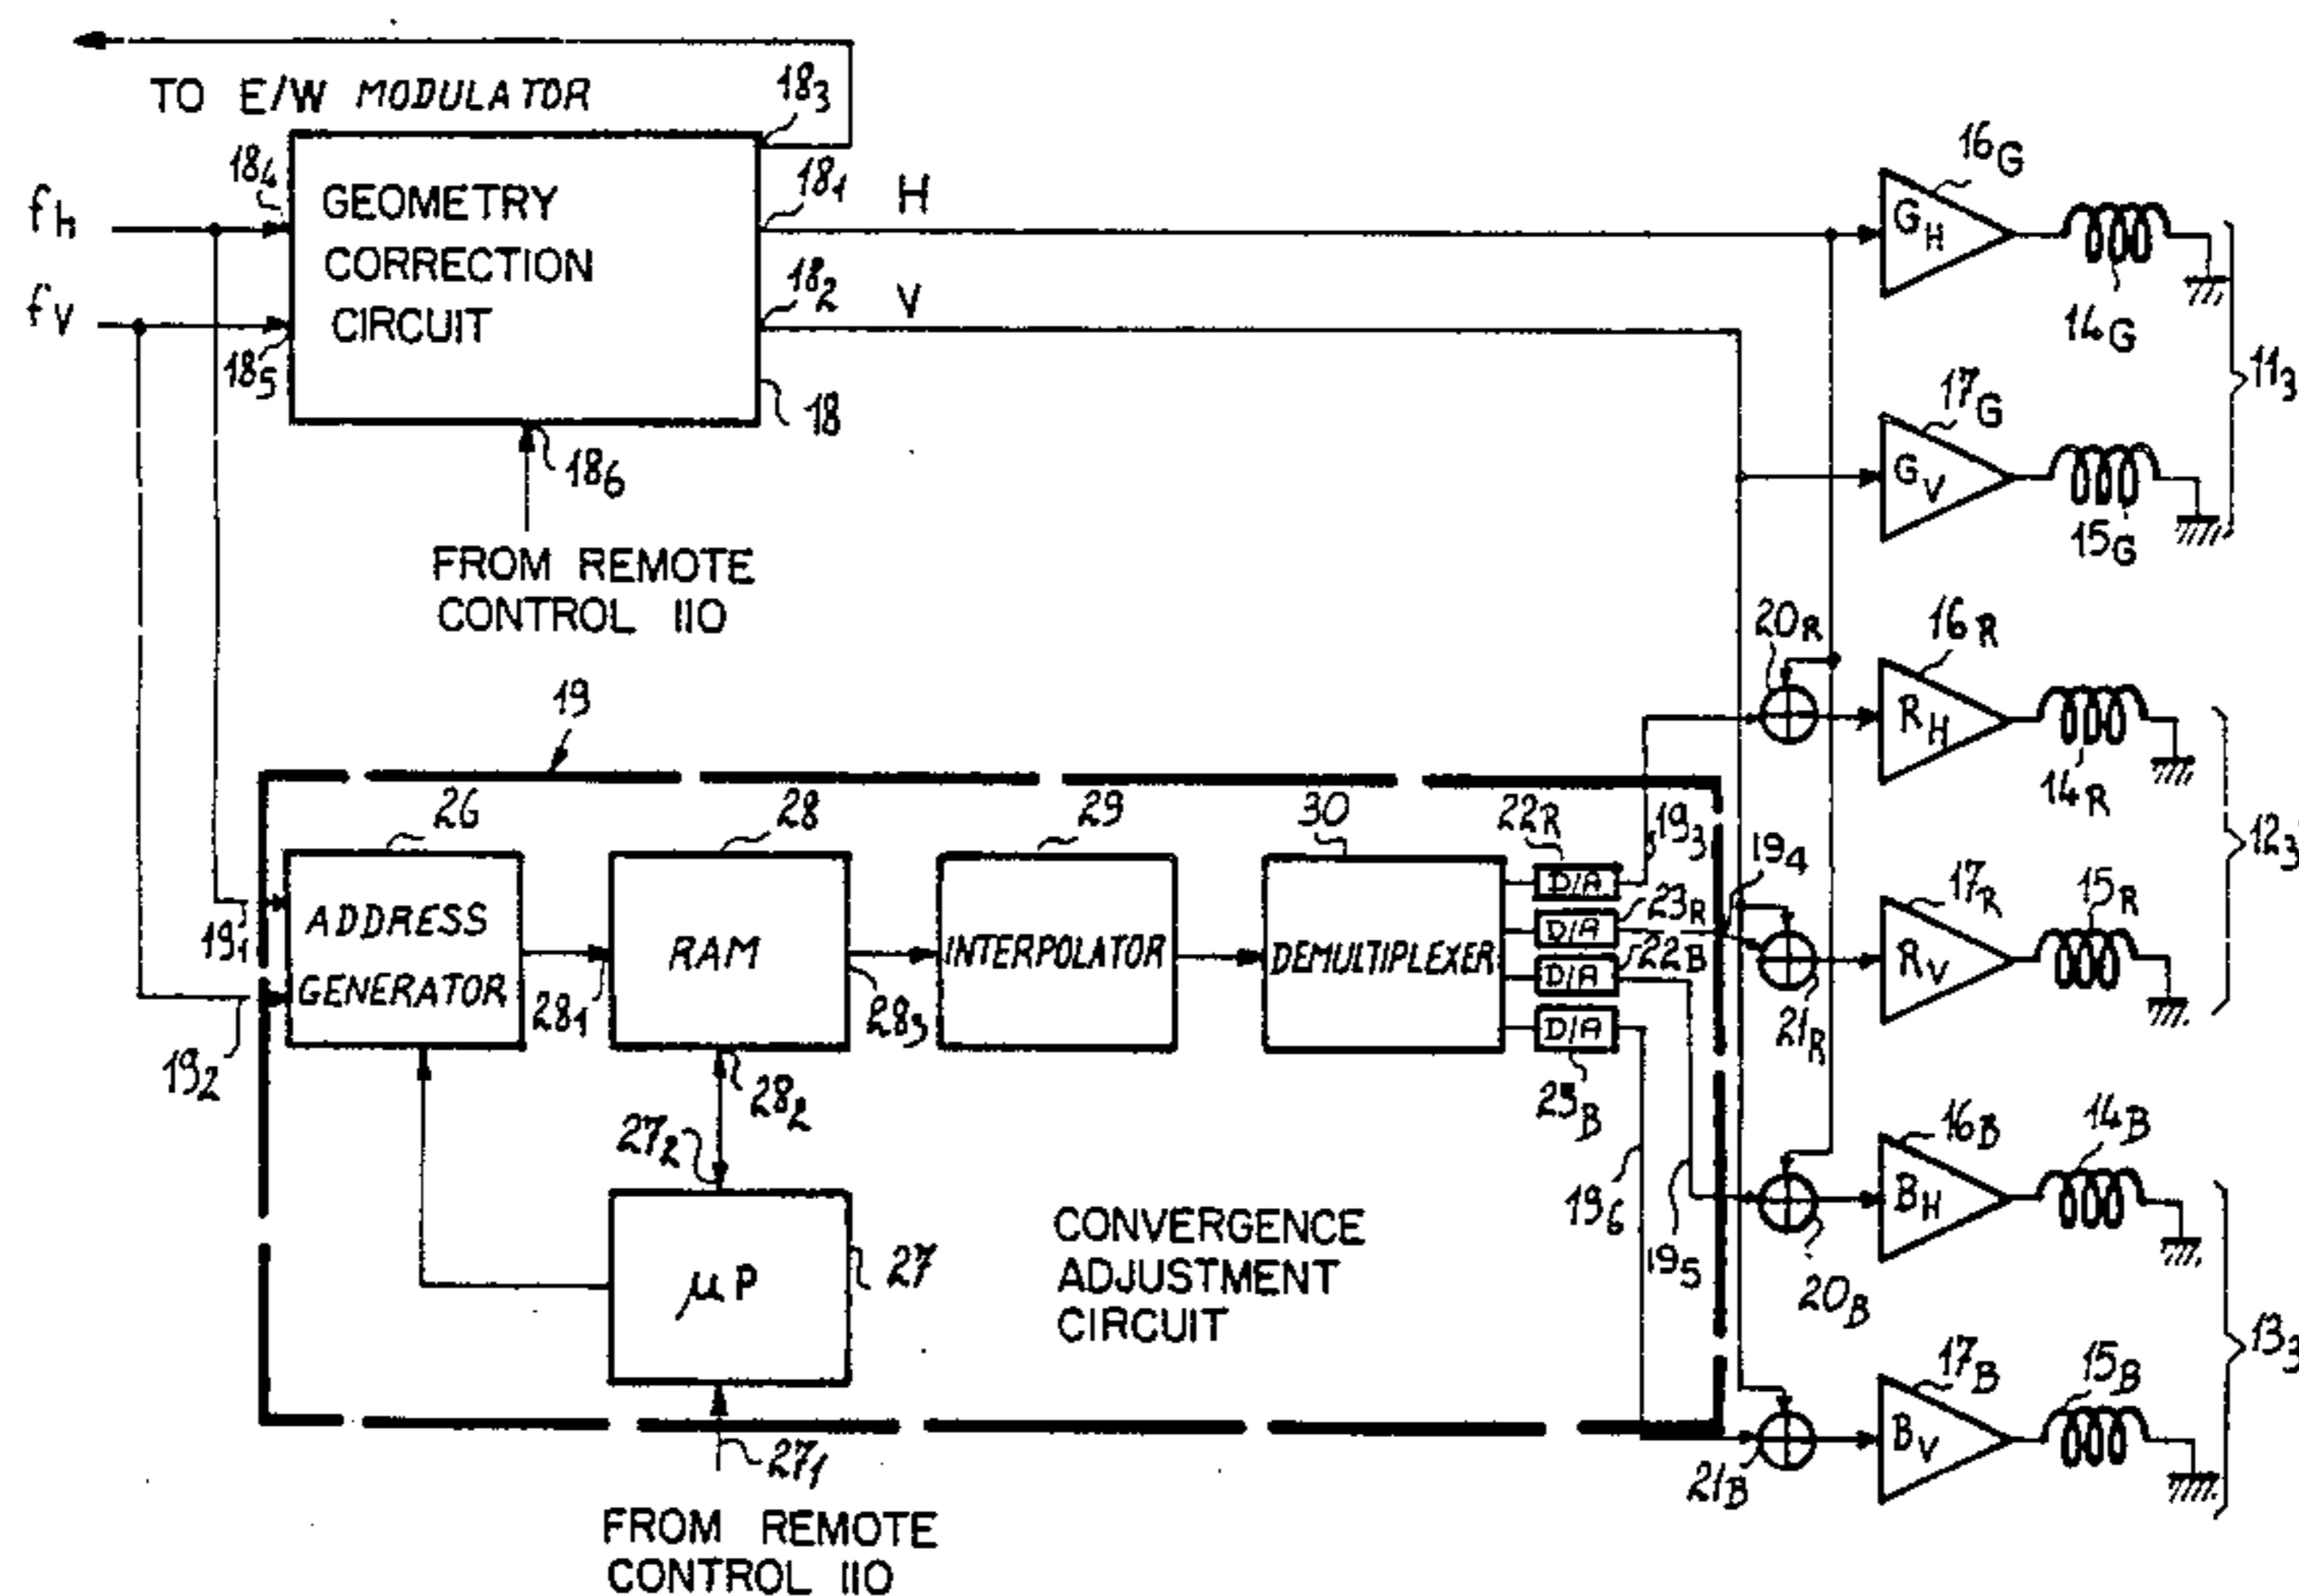 TO E/W MODULATOR
18₃
fh
18₄
GEOMETRY
CORRECTION
CIRCUIT
18₁
H
fV
18₅
18₂
V
18
18₆
FROM REMOTE
CONTROL 110
16G
GH
14G
17G
GV
15G
11₃
20R
16R
RH
14R
19
26
28
29
30
22R
19₃
19₄
12₃
19₁
19₂
ADDRESS
GENERATOR
28₁
RAM
28₃
28₂
INTERPOLATOR
DEMULTIPLEXER
D/A
23R
D/A
22B
D/A
D/A
23B
17R
RV
15R
21R
27₂
μP
27
CONVERGENCE
ADJUSTMENT
CIRCUIT
19₆
19₅
16B
BH
14B
20B
13₃
27₁
FROM REMOTE
CONTROL 110
21B
17B
BV
15B